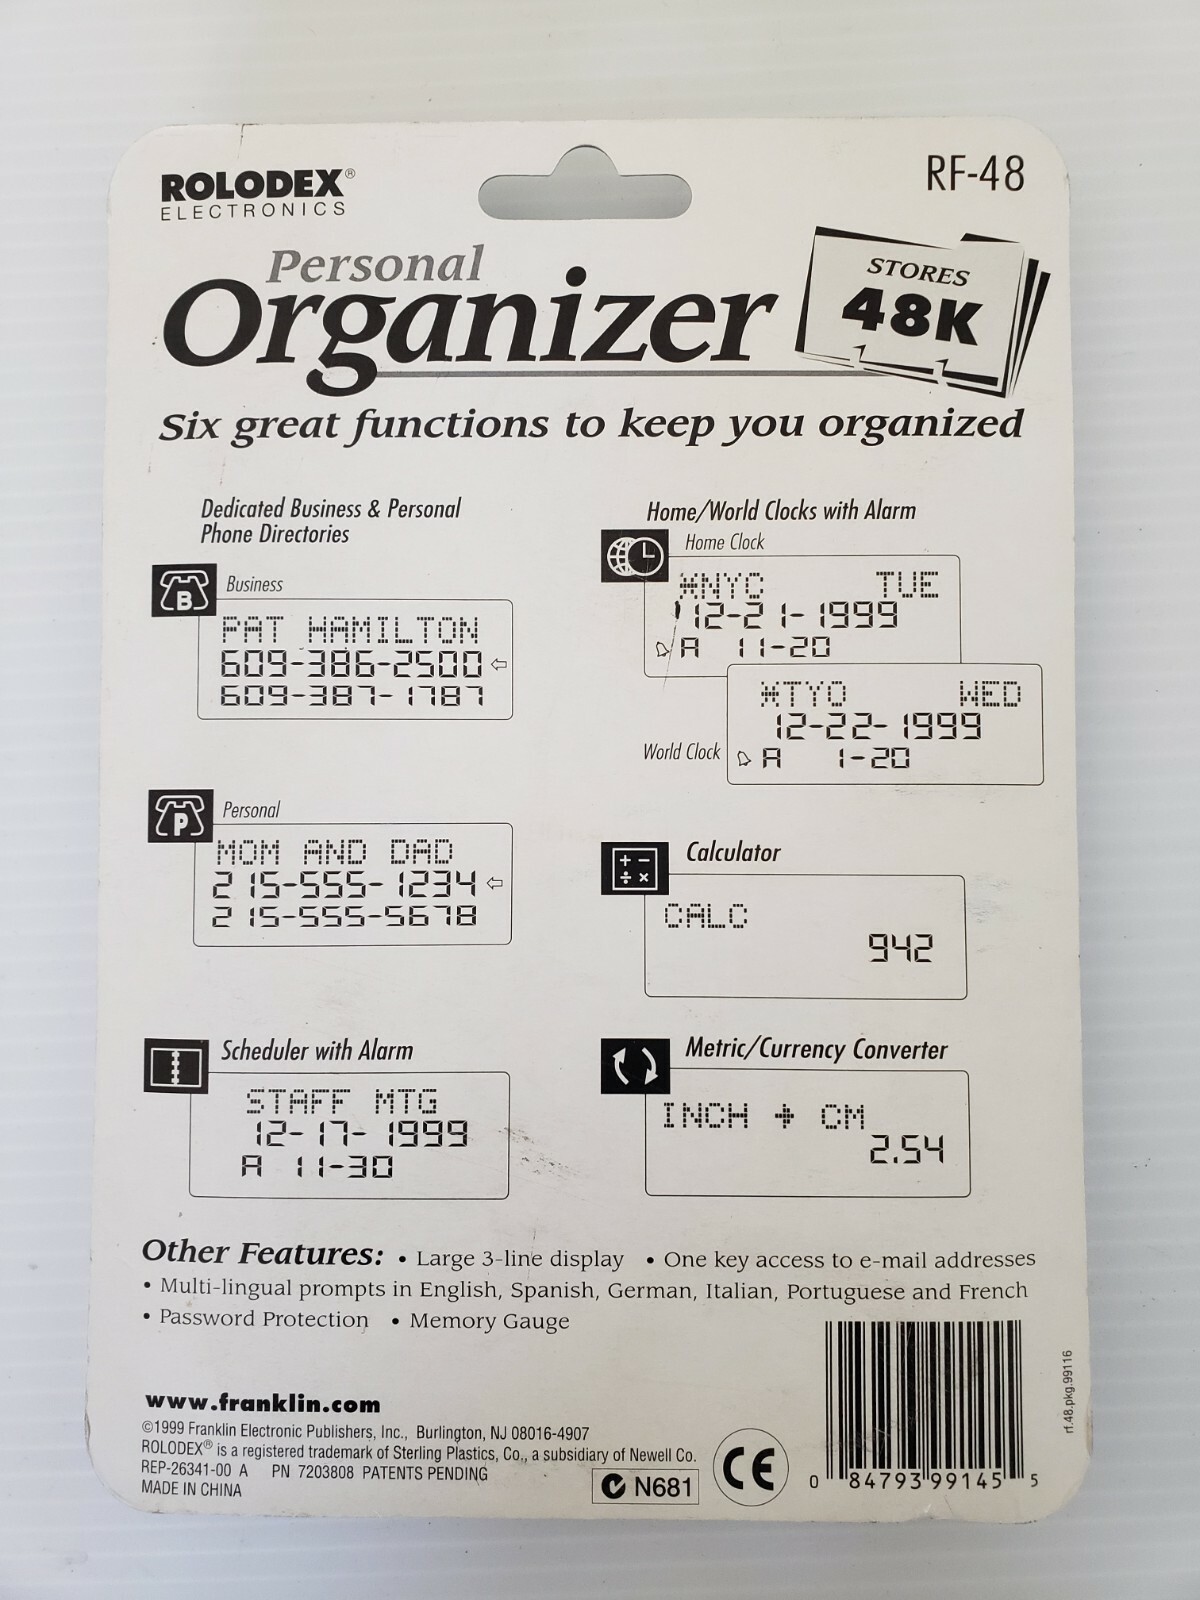 ROLODEX®
ELECTRONICS
RF-48
Personal
Organizer
STORES
48K
Six great functions to keep you organized
Dedicated Business & Personal
Phone Directories
B
Business
PAT HAMILTON
609-386-2500⇦
609-387-1787
P
Personal
MOM AND DAD
215-555-1234⇦
215-555-5678
Scheduler with Alarm
STAFF MTG
12-17-1999
A 11-30
Home/World Clocks with Alarm
Home Clock
*NYC TUE
12-21-1999
A 11-20
World Clock
*TYO WED
12-22-1999
A 1-20
+ −
÷ ×
Calculator
CALC
942
Metric/Currency Converter
INCH → CM
2.54
Other Features: • Large 3-line display • One key access to e-mail addresses
• Multi-lingual prompts in English, Spanish, German, Italian, Portuguese and French
• Password Protection • Memory Gauge
www.franklin.com
©1999 Franklin Electronic Publishers, Inc., Burlington, NJ 08016-4907
ROLODEX® is a registered trademark of Sterling Plastics, Co., a subsidiary of Newell Co.
REP-26341-00 A PN 7203808 PATENTS PENDING
MADE IN CHINA
N681
CE
0 84793 99145 5
rf.48.pkg.99116